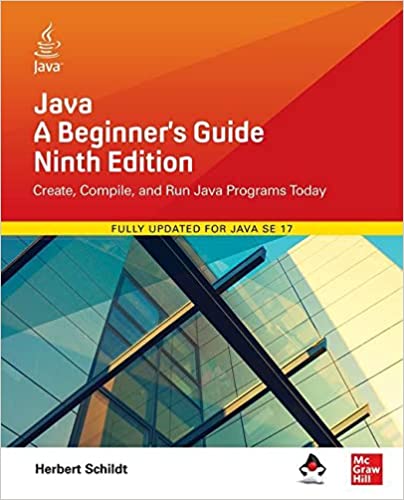 Java™
Java
A Beginner's Guide
Ninth Edition
Create, Compile, and Run Java Programs Today
FULLY UPDATED FOR JAVA SE 17
Herbert Schildt
Mc
Graw
Hill